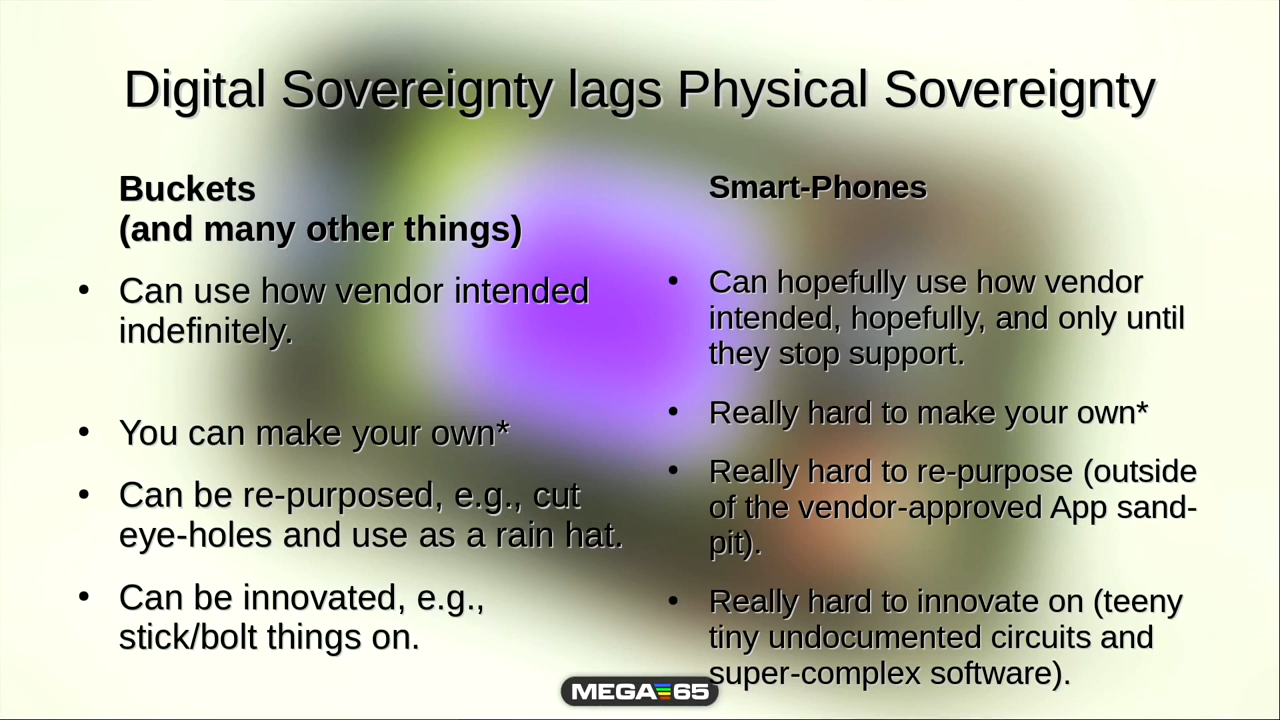 Digital Sovereignty lags Physical Sovereignty
Buckets
(and many other things)
• Can use how vendor intended
indefinitely.
• You can make your own*
• Can be re-purposed, e.g., cut
eye-holes and use as a rain hat.
• Can be innovated, e.g.,
stick/bolt things on.
Smart-Phones
• Can hopefully use how vendor
intended, hopefully, and only until
they stop support.
• Really hard to make your own*
• Really hard to re-purpose (outside
of the vendor-approved App sand-
pit).
• Really hard to innovate on (teeny
tiny undocumented circuits and
super-complex software).
MEGA65